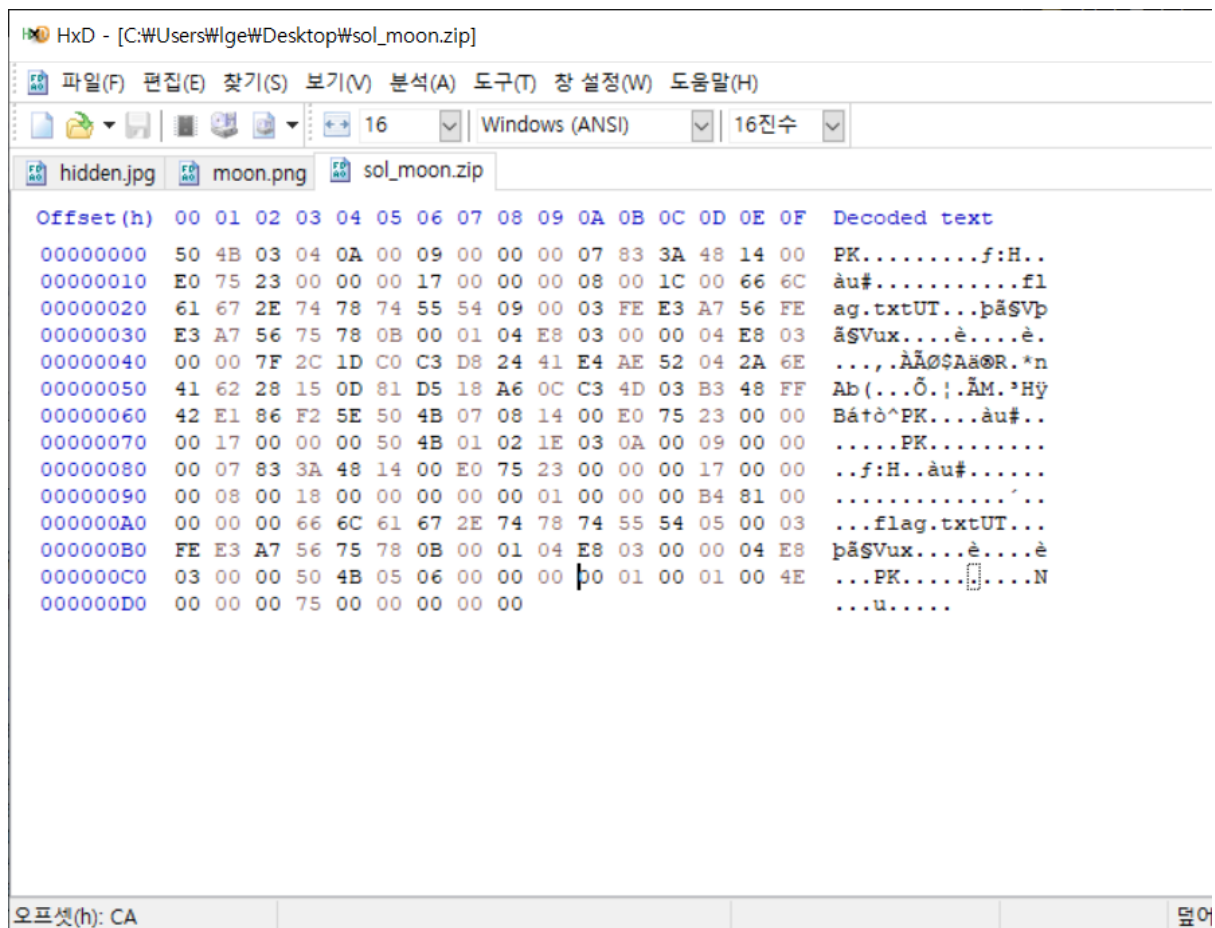 HxD - [C:₩Users₩lge₩Desktop₩sol_moon.zip]
파일(F) 편집(E) 찾기(S) 보기(V) 분석(A) 도구(T) 창 설정(W) 도움말(H)
16 Windows (ANSI) 16진수
hidden.jpg moon.png sol_moon.zip
Offset(h) 00 01 02 03 04 05 06 07 08 09 0A 0B 0C 0D 0E 0F Decoded text
00000000 50 4B 03 04 0A 00 09 00 00 00 07 83 3A 48 14 00 PK.........ƒ:H..
00000010 E0 75 23 00 00 00 17 00 00 00 08 00 1C 00 66 6C àu#...........fl
00000020 61 67 2E 74 78 74 55 54 09 00 03 FE E3 A7 56 FE ag.txtUT...þã§Vþ
00000030 E3 A7 56 75 78 0B 00 01 04 E8 03 00 00 04 E8 03 ã§Vux....è....è.
00000040 00 00 7F 2C 1D C0 C3 D8 24 41 E4 AE 52 04 2A 6E ...,.ÀÃØ$Aä®R.*n
00000050 41 62 28 15 0D 81 D5 18 A6 0C C3 4D 03 B3 48 FF Ab(...Õ.¦.ÃM.³Hÿ
00000060 42 E1 86 F2 5E 50 4B 07 08 14 00 E0 75 23 00 00 Bá†ò^PK....àu#..
00000070 00 17 00 00 00 50 4B 01 02 1E 03 0A 00 09 00 00 .....PK.........
00000080 00 07 83 3A 48 14 00 E0 75 23 00 00 00 17 00 00 ..ƒ:H..àu#......
00000090 00 08 00 18 00 00 00 00 00 01 00 00 00 B4 81 00 .............´..
000000A0 00 00 00 66 6C 61 67 2E 74 78 74 55 54 05 00 03 ...flag.txtUT...
000000B0 FE E3 A7 56 75 78 0B 00 01 04 E8 03 00 00 04 E8 þã§Vux....è....è
000000C0 03 00 00 50 4B 05 06 00 00 00 00 01 00 01 00 4E ...PK..........N
000000D0 00 00 00 75 00 00 00 00 00 ...u.....
오프셋(h): CA